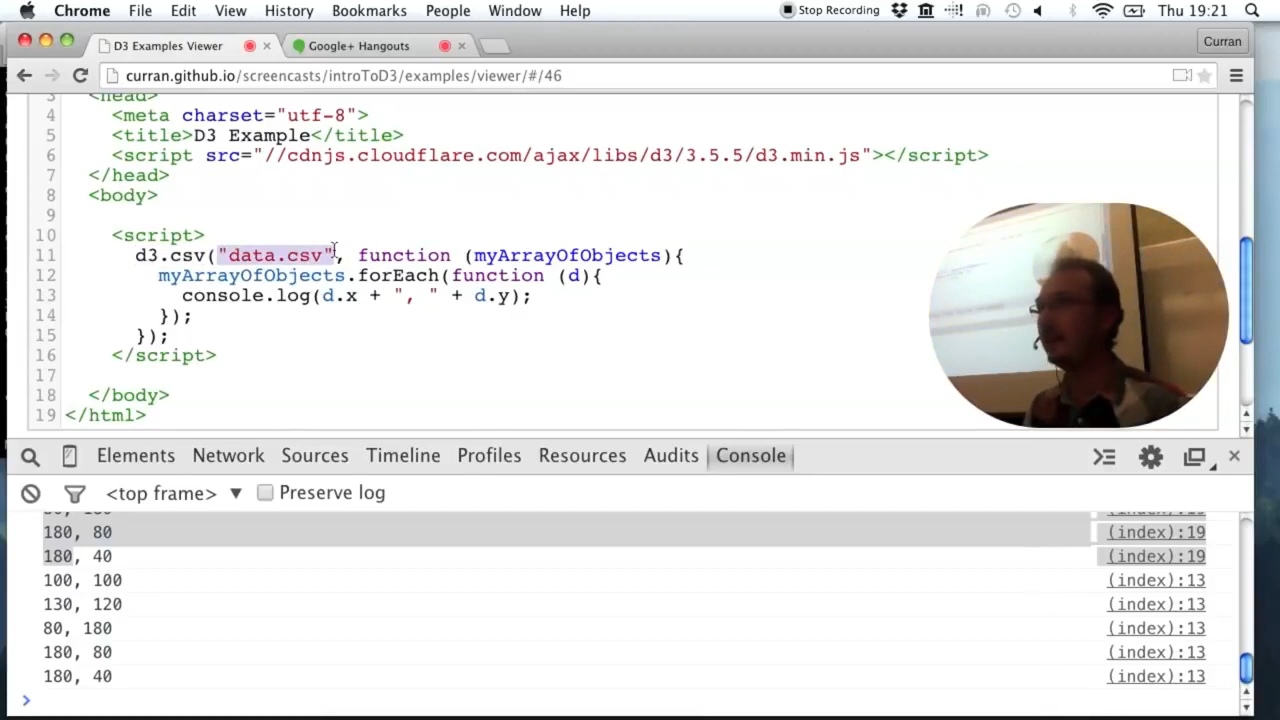 Chrome File Edit View History Bookmarks People Window Help Stop Recording Thu 19:21
D3 Examples Viewer × Google+ Hangouts × Curran
curran.github.io/screencasts/introToD3/examples/viewer/#/46
3 <head>
4 <meta charset="utf-8">
5 <title>D3 Example</title>
6 <script src="//cdnjs.cloudflare.com/ajax/libs/d3/3.5.5/d3.min.js"></script>
7 </head>
8 <body>
9
10 <script>
11 d3.csv("data.csv", function (myArrayOfObjects){
12 myArrayOfObjects.forEach(function (d){
13 console.log(d.x + ", " + d.y);
14 });
15 });
16 </script>
17
18 </body>
19 </html>
Elements Network Sources Timeline Profiles Resources Audits Console
<top frame> ▼ Preserve log
180, 80 (index):19
180, 40 (index):19
100, 100 (index):13
130, 120 (index):13
80, 180 (index):13
180, 80 (index):13
180, 40 (index):13
>